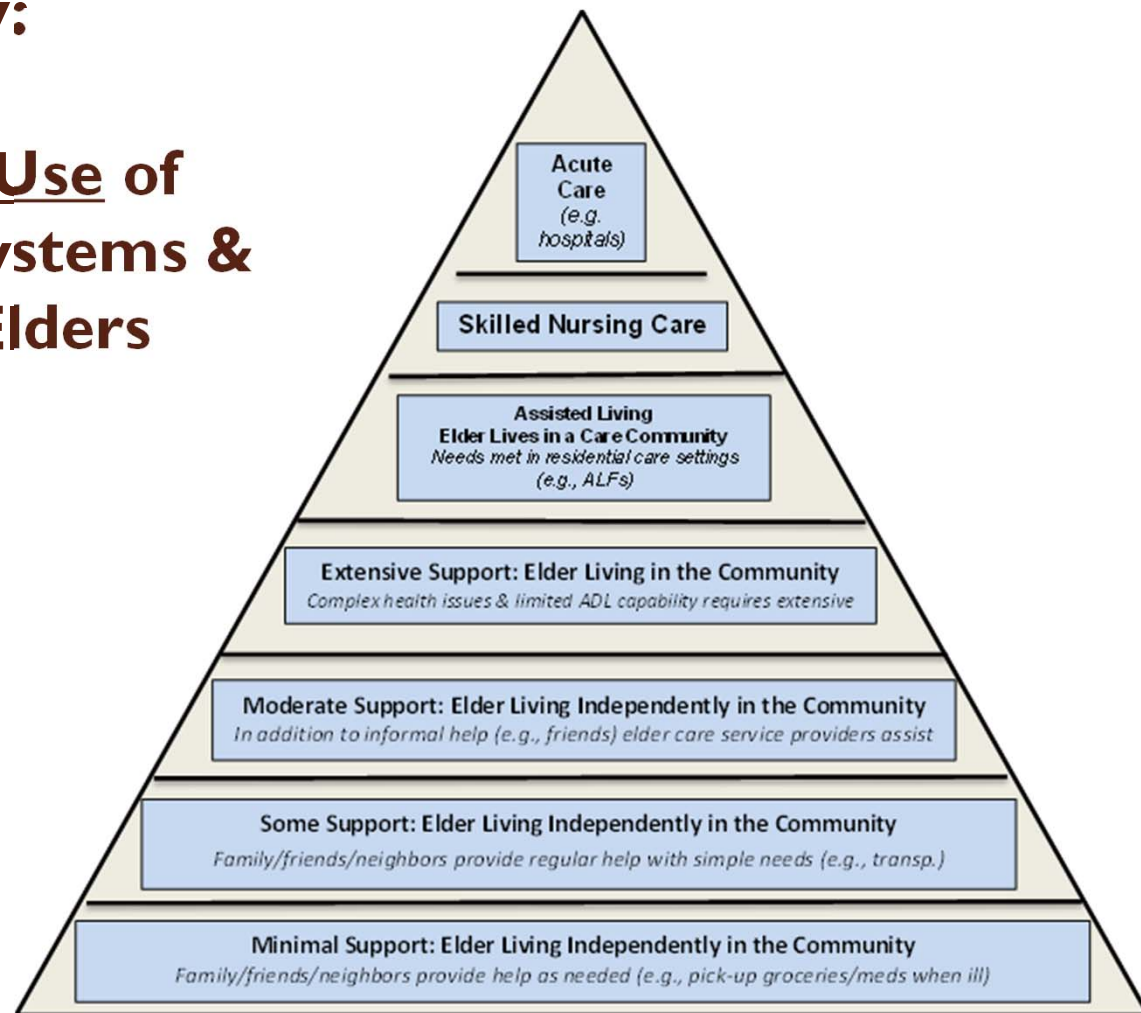 y:
Use of
ystems &
Elders
Acute
Care
(e.g.
hospitals)
Skilled Nursing Care
Assisted Living
Elder Lives in a Care Community
Needs met in residential care settings
(e.g., ALFs)
Extensive Support: Elder Living in the Community
Complex health issues & limited ADL capability requires extensive
Moderate Support: Elder Living Independently in the Community
In addition to informal help (e.g., friends) elder care service providers assist
Some Support: Elder Living Independently in the Community
Family/friends/neighbors provide regular help with simple needs (e.g., transp.)
Minimal Support: Elder Living Independently in the Community
Family/friends/neighbors provide help as needed (e.g., pick-up groceries/meds when ill)